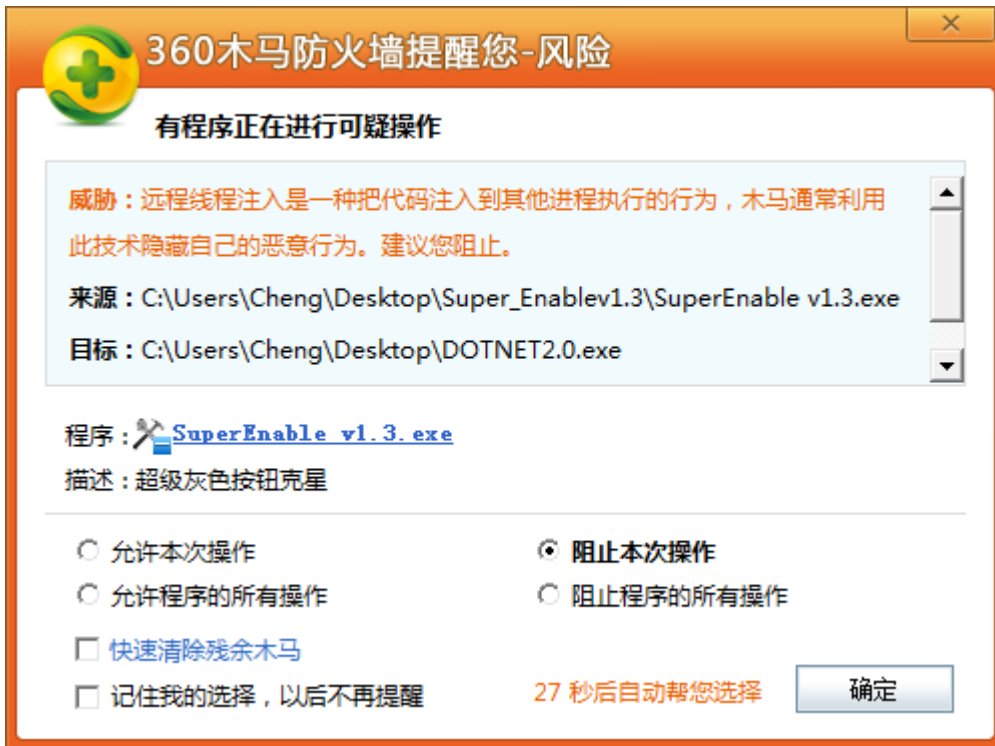 360木马防火墙提醒您-风险
有程序正在进行可疑操作
威胁：远程线程注入是一种把代码注入到其他进程执行的行为，木马通常利用
此技术隐藏自己的恶意行为。建议您阻止。
来源：C:\Users\Cheng\Desktop\Super_Enablev1.3\SuperEnable v1.3.exe
目标：C:\Users\Cheng\Desktop\DOTNET2.0.exe
程序：SuperEnable v1.3.exe
描述：超级灰色按钮克星
允许本次操作
阻止本次操作
允许程序的所有操作
阻止程序的所有操作
快速清除残余木马
记住我的选择，以后不再提醒
27 秒后自动帮您选择
确定